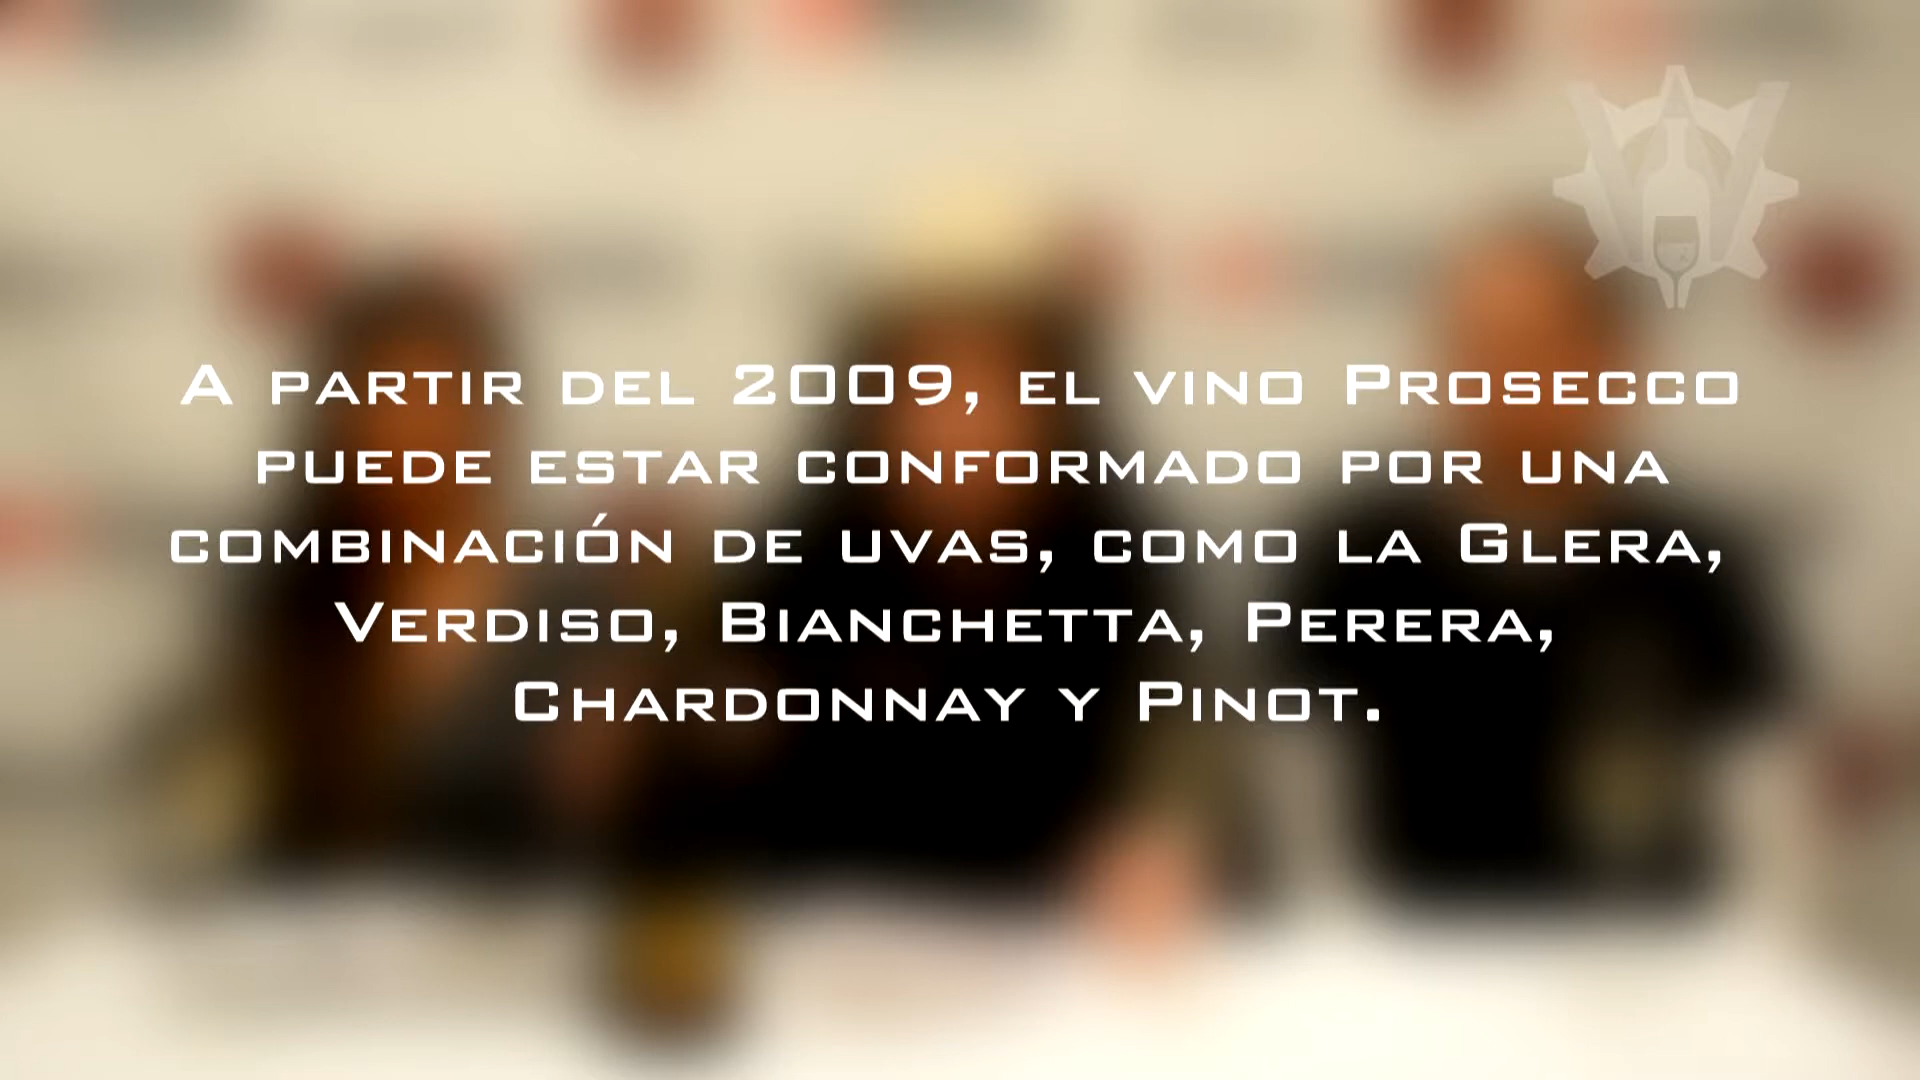 A partir del 2009, el vino Prosecco
puede estar conformado por una
combinación de uvas, como la Glera,
Verdiso, Bianchetta, Perera,
Chardonnay y Pinot.